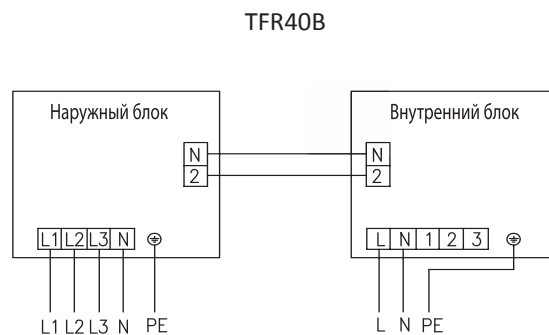 TFR40B
Наружный блок
Внутренний блок
N
N
2
2
L1 L2 L3 N
L N 1 2 3
L1 L2 L3 N PE
L N PE